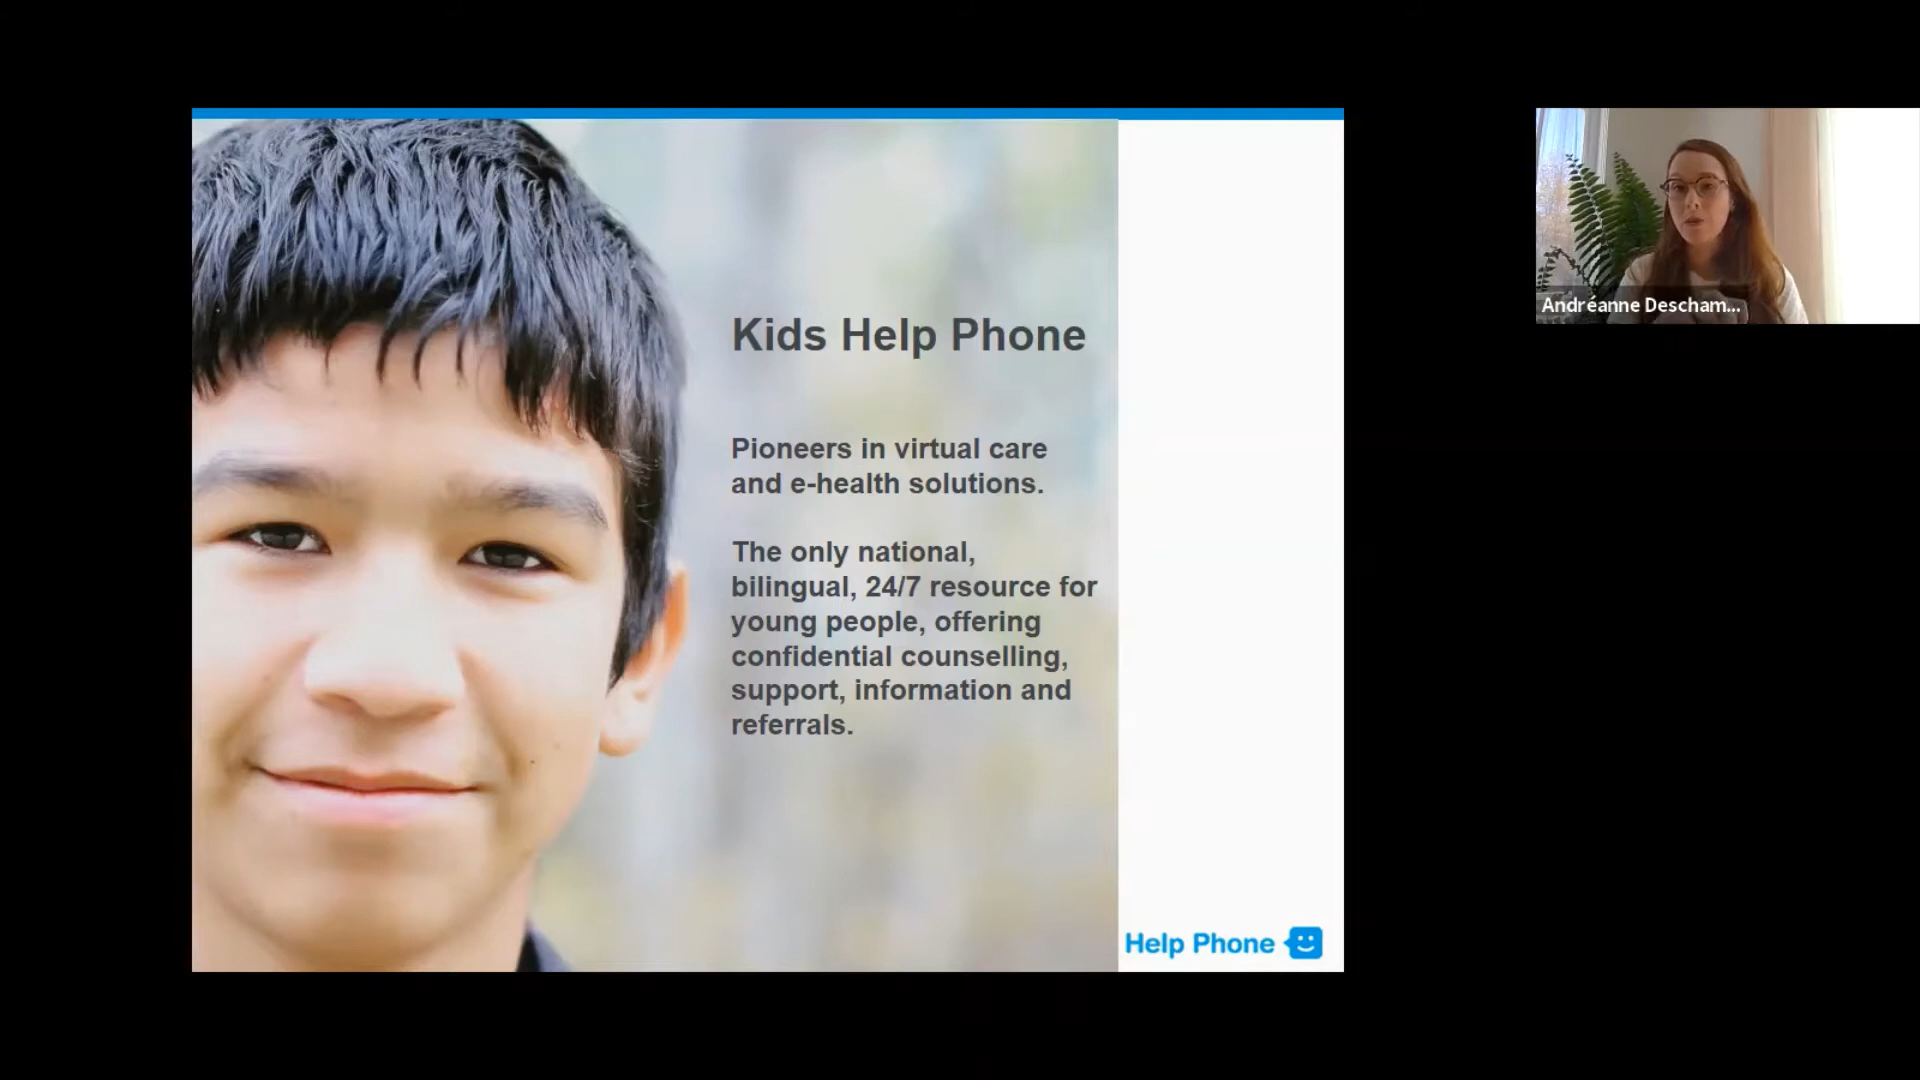 Kids Help Phone
Pioneers in virtual care
and e-health solutions.
The only national,
bilingual, 24/7 resource for
young people, offering
confidential counselling,
support, information and
referrals.
Help Phone
Andréanne Descham...